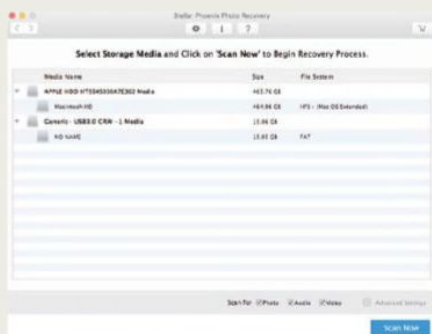 Stellar Phoenix Photo Recovery
Select Storage Media and Click on 'Scan Now' to Begin Recovery Process.
Media Name Size File System
APPLE HDD HTS545050A7E362 Media 465.76 GB
Macintosh HD 464.96 GB HFS+ (Mac OS Extended)
Generic- USB3.0 CRW -1 Media 15.06 GB
NO NAME 15.05 GB FAT
Scan For Photo Audio Video Advanced Settings
Scan Now